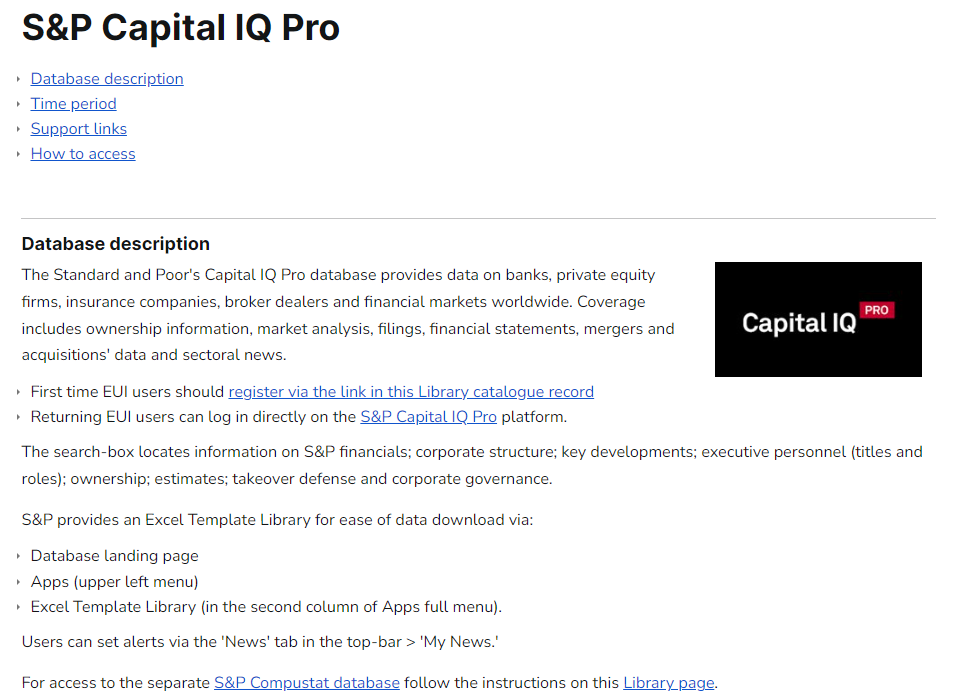 S&P Capital IQ Pro
Database description
Time period
Support links
How to access
Database description
The Standard and Poor's Capital IQ Pro database provides data on banks, private equity
firms, insurance companies, broker dealers and financial markets worldwide. Coverage
includes ownership information, market analysis, filings, financial statements, mergers and
acquisitions' data and sectoral news.
Capital IQ PRO
First time EUI users should register via the link in this Library catalogue record
Returning EUI users can log in directly on the S&P Capital IQ Pro platform.
The search-box locates information on S&P financials; corporate structure; key developments; executive personnel (titles and
roles); ownership; estimates; takeover defense and corporate governance.
S&P provides an Excel Template Library for ease of data download via:
Database landing page
Apps (upper left menu)
Excel Template Library (in the second column of Apps full menu).
Users can set alerts via the 'News' tab in the top-bar > 'My News.'
For access to the separate S&P Compustat database follow the instructions on this Library page.